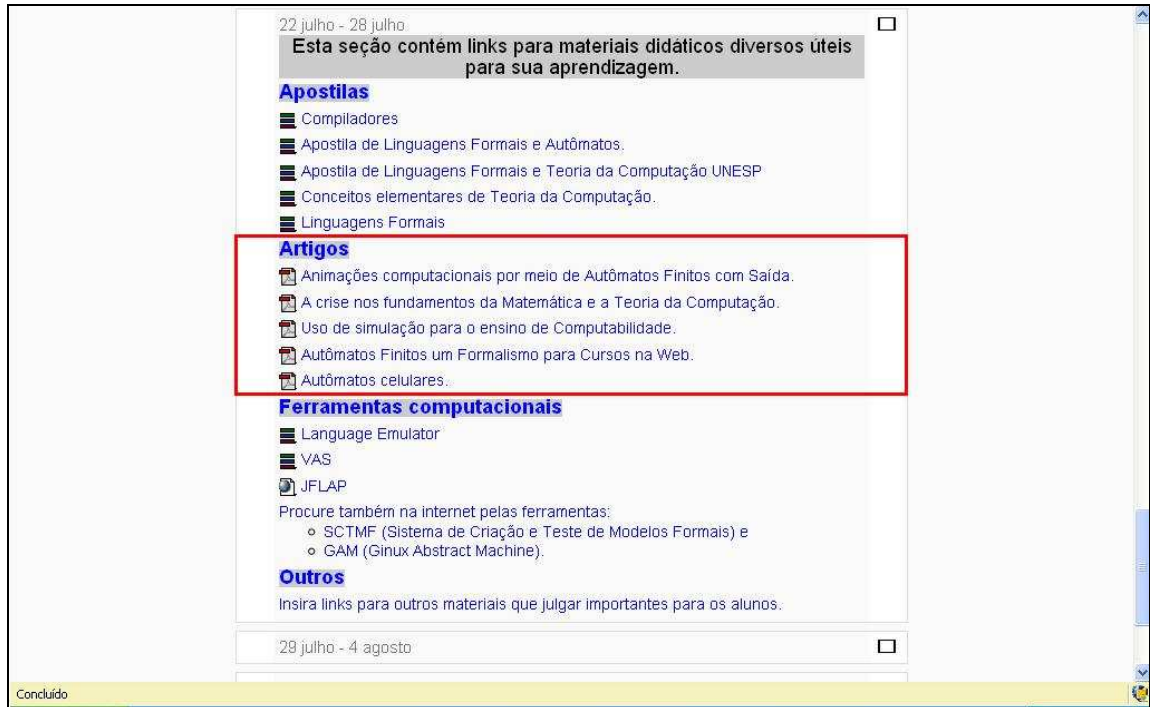 22 julho - 28 julho
Esta seção contém links para materiais didáticos diversos úteis
para sua aprendizagem.
Apostilas
Compiladores
Apostila de Linguagens Formais e Autômatos.
Apostila de Linguagens Formais e Teoria da Computação UNESP
Conceitos elementares de Teoria da Computação.
Linguagens Formais
Artigos
Animações computacionais por meio de Autômatos Finitos com Saída.
A crise nos fundamentos da Matemática e a Teoria da Computação.
Uso de simulação para o ensino de Computabilidade.
Autômatos Finitos um Formalismo para Cursos na Web.
Autômatos celulares.
Ferramentas computacionais
Language Emulator
VAS
JFLAP
Procure também na internet pelas ferramentas:
SCTMF (Sistema de Criação e Teste de Modelos Formais) e
GAM (Ginux Abstract Machine).
Outros
Insira links para outros materiais que julgar importantes para os alunos.
29 julho - 4 agosto
Concluído